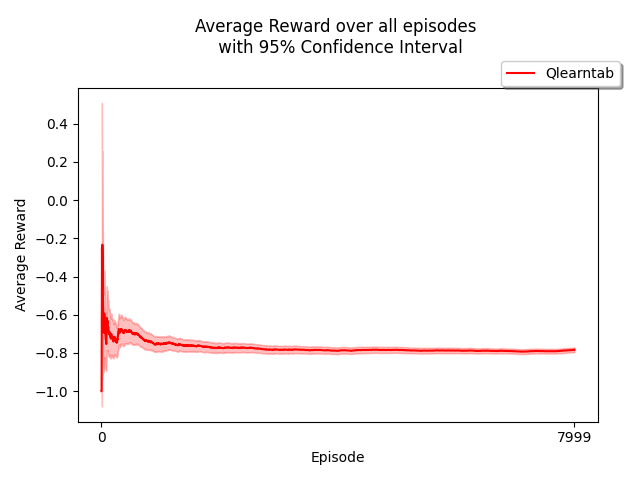 Average Reward over all episodes
with 95% Confidence Interval
Qlearntab
Average Reward
0.4
0.2
0.0
−0.2
−0.4
−0.6
−0.8
−1.0
0
7999
Episode